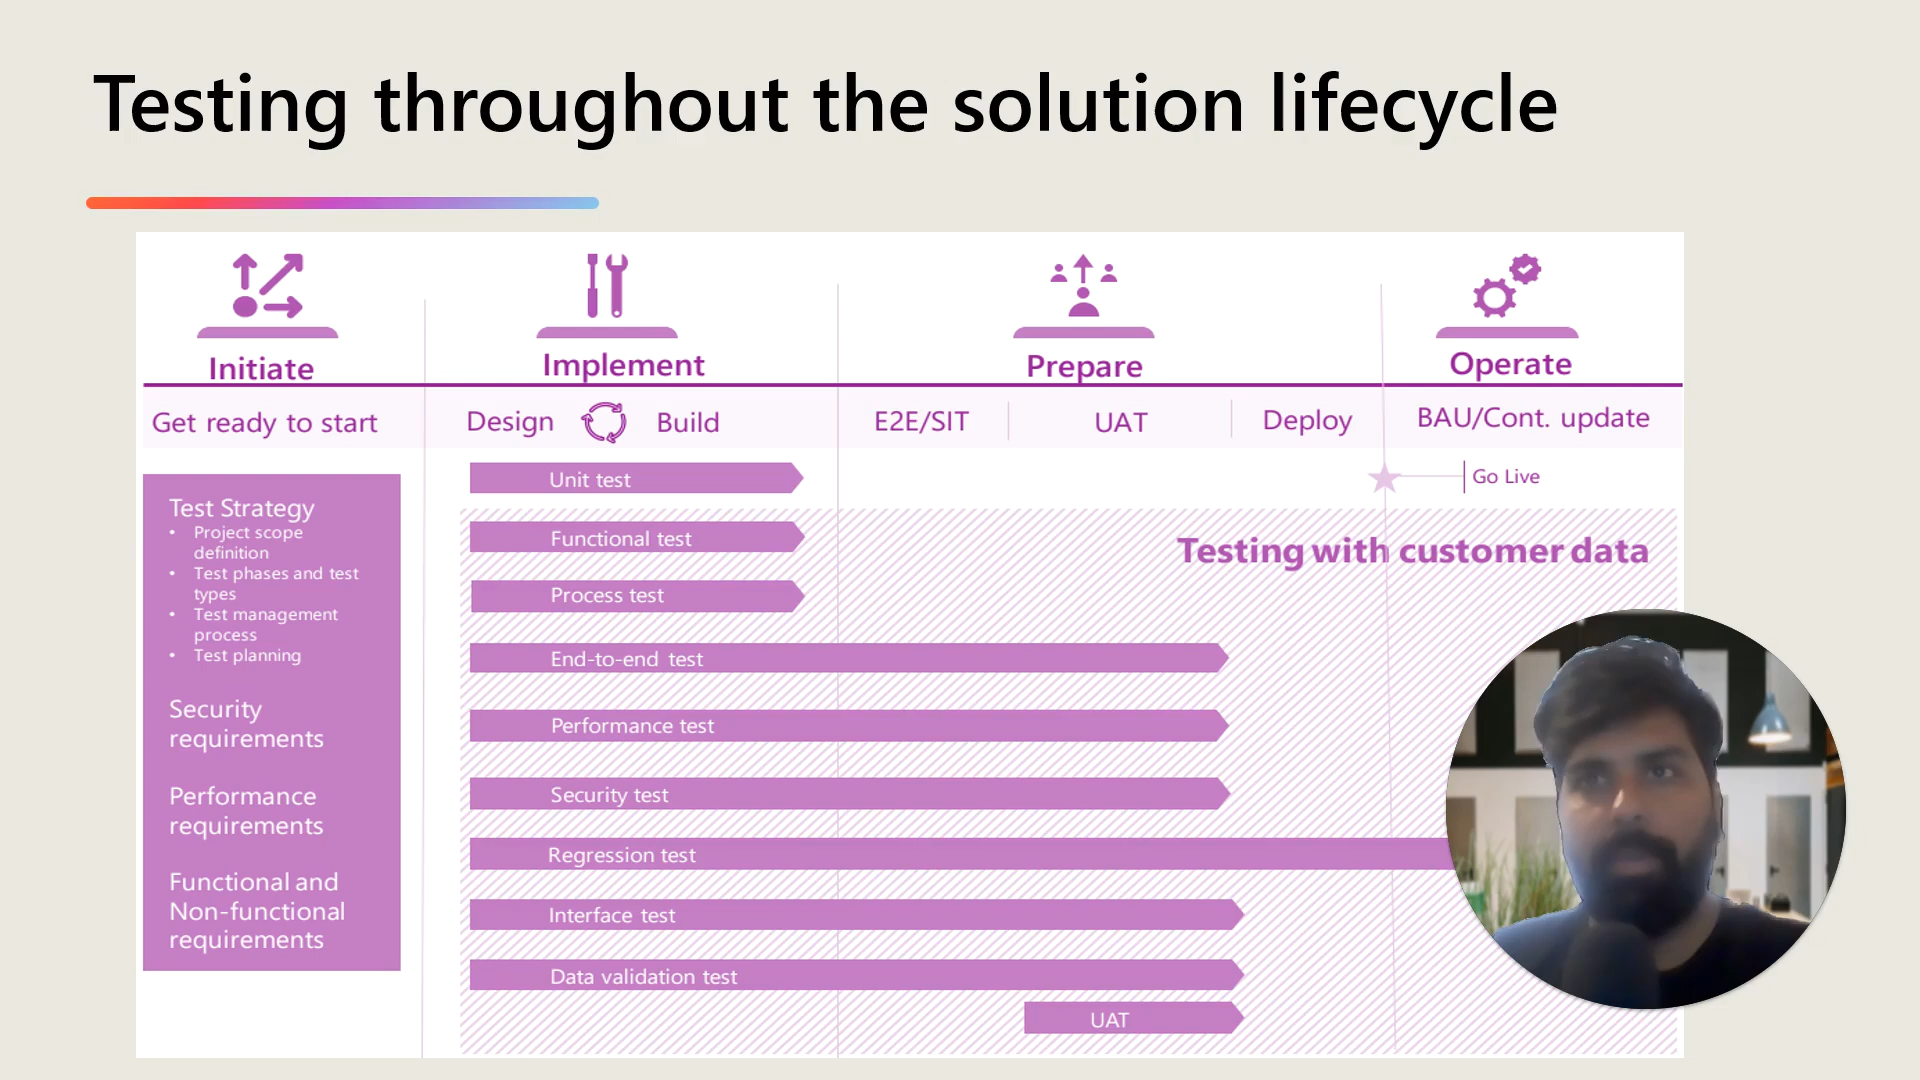 Testing throughout the solution lifecycle
Initiate
Implement
Prepare
Operate
Get ready to start
Design
Build
E2E/SIT
UAT
Deploy
BAU/Cont. update
Go Live
Test Strategy
• Project scope
definition
• Test phases and test
types
• Test management
process
• Test planning
Security
requirements
Performance
requirements
Functional and
Non-functional
requirements
Unit test
Functional test
Testing with customer data
Process test
End-to-end test
Performance test
Security test
Regression test
Interface test
Data validation test
UAT